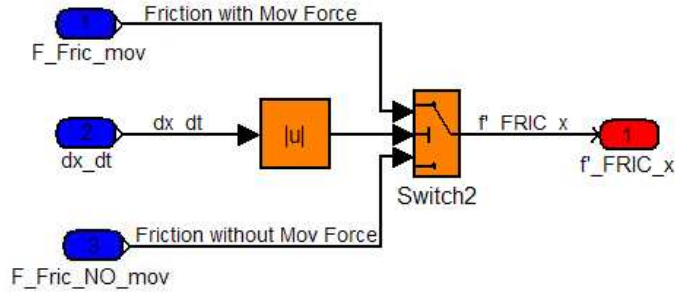 Friction with Mov Force
1
F_Fric_mov
dx_dt
2
dx_dt
|u|
f'_FRIC_x
1
f'_FRIC_x
Switch2
Friction without Mov Force
3
F_Fric_NO_mov